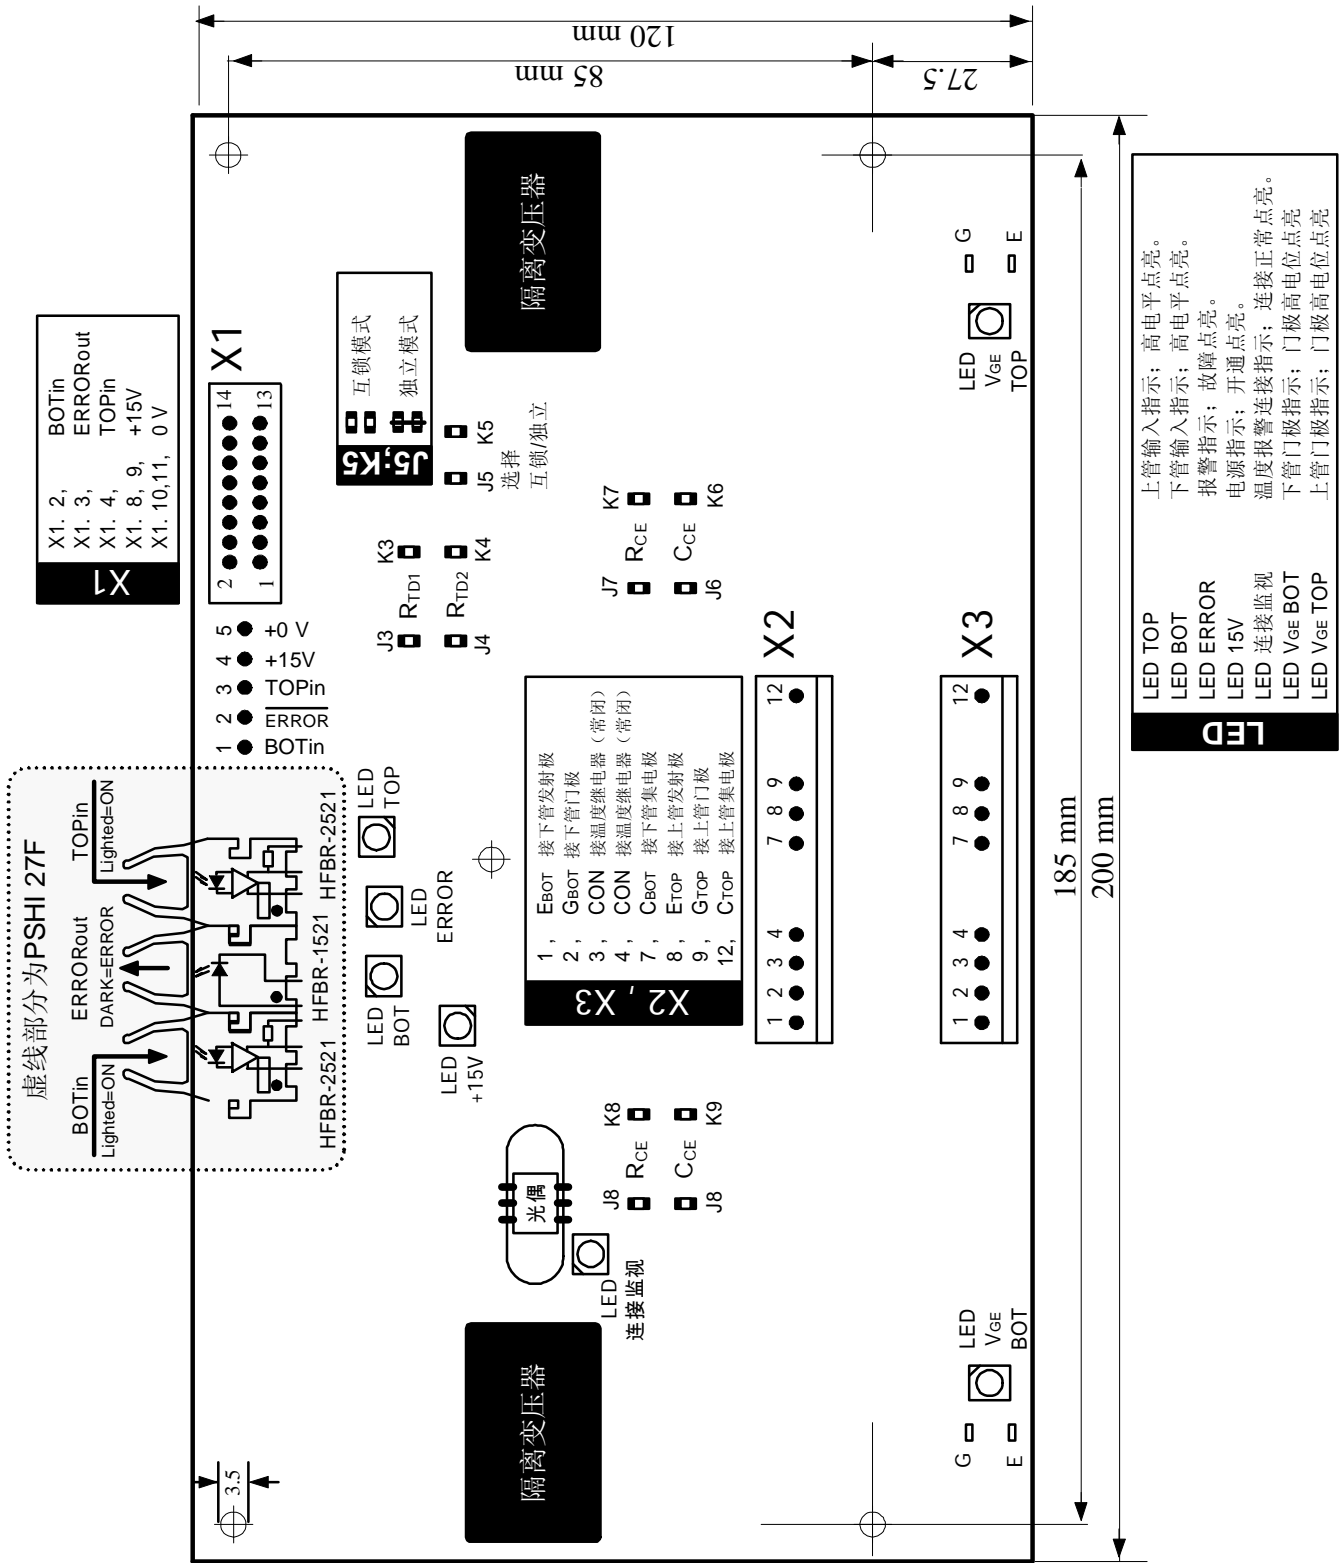 虚线部分为PSHI 27F
BOTin
Lighted=ON
ERRORout
DARK=ERROR
TOPin
Lighted=ON
HFBR-2521
HFBR-1521
HFBR-2521
1 BOTin
2 ERROR
3 TOPin
4 +15V
5 +0 V
X1
X1. 2, BOTin
X1. 3, ERRORout
X1. 4, TOPin
X1. 8, 9, +15V
X1. 10,11, 0 V
2 14
1 13
X1
3.5
120 mm
85 mm
27.5
LED
BOT
LED
ERROR
LED
TOP
LED
+15V
J3 RTD1 K3
J4 RTD2 K4
J5;K5
互锁模式
独立模式
J5 K5
选择
互锁/独立
隔离变压器
隔离变压器
光偶
LED
连接监视
J8 RCE K8
J8 CCE K9
J7 RCE K7
J6 CCE K6
X2 , X3
1, EBOT 接下管发射极
2, GBOT 接下管门极
3, CON 接温度继电器（常闭）
4, CON 接温度继电器（常闭）
7, CBOT 接下管集电极
8, ETOP 接上管发射极
9, GTOP 接上管门极
12, CTOP 接上管集电极
1 2 3 4 7 8 9 12
X2
1 2 3 4 7 8 9 12
X3
G
E
LED
VGE
BOT
LED
VGE
TOP
G
E
185 mm
200 mm
LED
LED TOP 上管输入指示；高电平点亮。
LED BOT 下管输入指示；高电平点亮。
LED ERROR 报警指示；故障点亮。
LED 15V 电源指示；开通点亮。
LED 连接监视 温度报警连接指示；连接正常点亮。
LED VGE BOT 下管门极指示；门极高电位点亮
LED VGE TOP 上管门极指示；门极高电位点亮